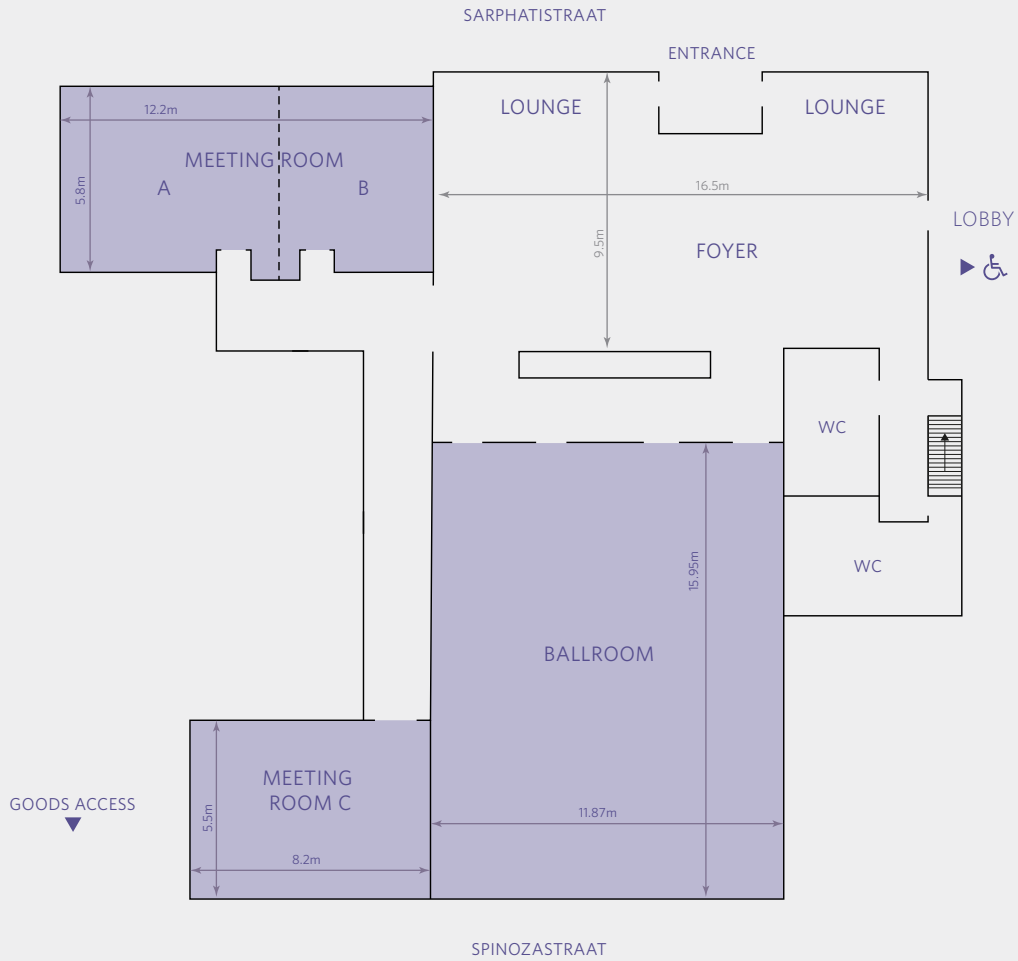 SARPHATISTRAAT
ENTRANCE
LOUNGE
LOUNGE
12.2m
MEETING ROOM
A
B
5.8m
16.5m
9.5m
FOYER
LOBBY
WC
WC
15.95m
BALLROOM
MEETING
ROOM C
GOODS ACCESS
5.5m
11.87m
8.2m
SPINOZASTRAAT